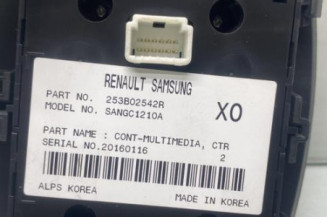 RENAULT SAMSUNG
PART NO. 253B02542R
MODEL NO. SANGC1210A
XO
PART NAME : CONT-MULTIMEDIA, CTR
SERIAL NO.20160116 2
ALPS KOREA MADE IN KOREA